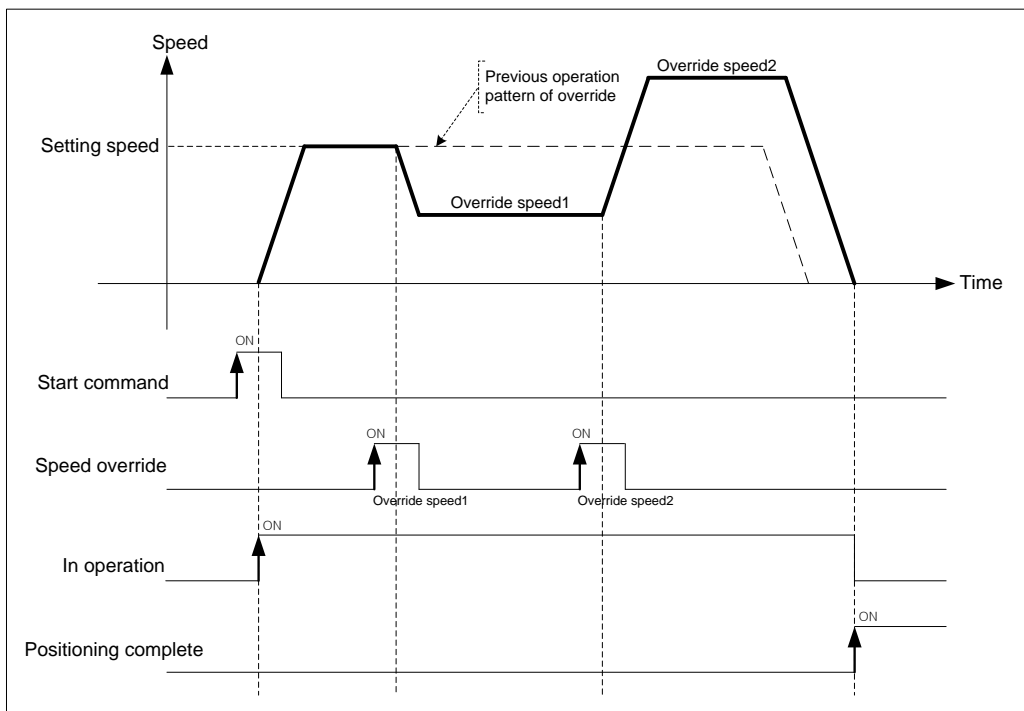 Speed
Override speed2
Previous operation
pattern of override
Setting speed
Override speed1
Time
ON
Start command
ON
ON
Speed override
Override speed1
Override speed2
ON
In operation
ON
Positioning complete